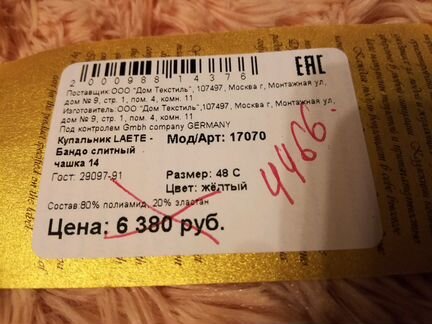 200098814376
EAC
Поставщик:ООО "Дом Текстиль", 107497, Москва г, Монтажная ул,
дом № 9, стр. 1, пом. 4, комн. 11
Изготовитель:ООО "Дом Текстиль",107497, Москва г, Монтажная ул,
дом № 9, стр. 1, пом. 4, комн. 11
Под контролем Gmbh company GERMANY
Купальник LAETE -
Бандо слитный
чашка 14
Мод/Арт: 17070
Гост: 29097-91
Размер: 48 C
Цвет: жёлтый
Состав:80% полиамид, 20% эластан
Цена: 6 380 руб.
4466